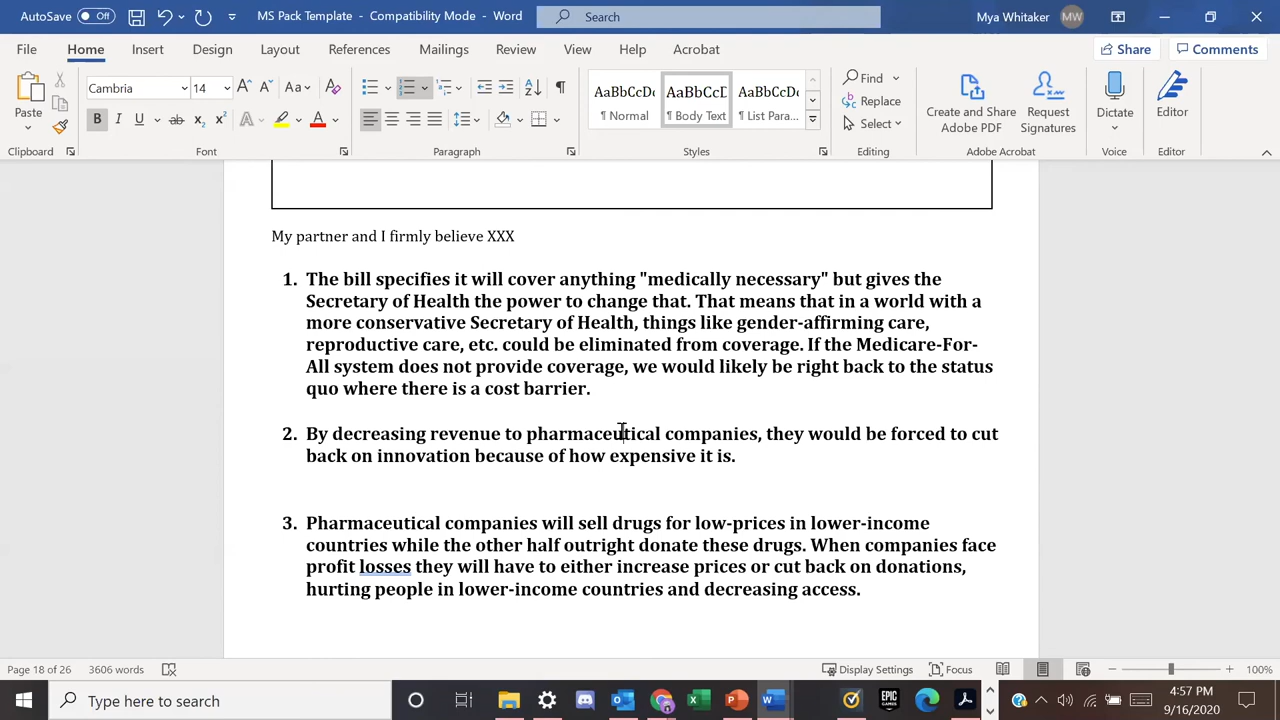 AutoSave Off
MS Pack Template - Compatibility Mode - Word
Search
Mya Whitaker MW
File Home Insert Design Layout References Mailings Review View Help Acrobat
Share Comments
Cambria 14
Paste
AaBbCcDc AaBbCcD AaBbCcDc
¶ Normal ¶ Body Text ¶ List Para...
Find
Replace
Select
Create and Share
Adobe PDF
Request
Signatures
Dictate
Editor
Clipboard Font Paragraph Styles Editing Adobe Acrobat Voice Editor
My partner and I firmly believe XXX
1. The bill specifies it will cover anything "medically necessary" but gives the
Secretary of Health the power to change that. That means that in a world with a
more conservative Secretary of Health, things like gender-affirming care,
reproductive care, etc. could be eliminated from coverage. If the Medicare-For-
All system does not provide coverage, we would likely be right back to the status
quo where there is a cost barrier.
2. By decreasing revenue to pharmaceutical companies, they would be forced to cut
back on innovation because of how expensive it is.
3. Pharmaceutical companies will sell drugs for low-prices in lower-income
countries while the other half outright donate these drugs. When companies face
profit losses they will have to either increase prices or cut back on donations,
hurting people in lower-income countries and decreasing access.
Page 18 of 26 3606 words
Display Settings Focus 100%
Type here to search
EPIC GAMES
4:57 PM
9/16/2020